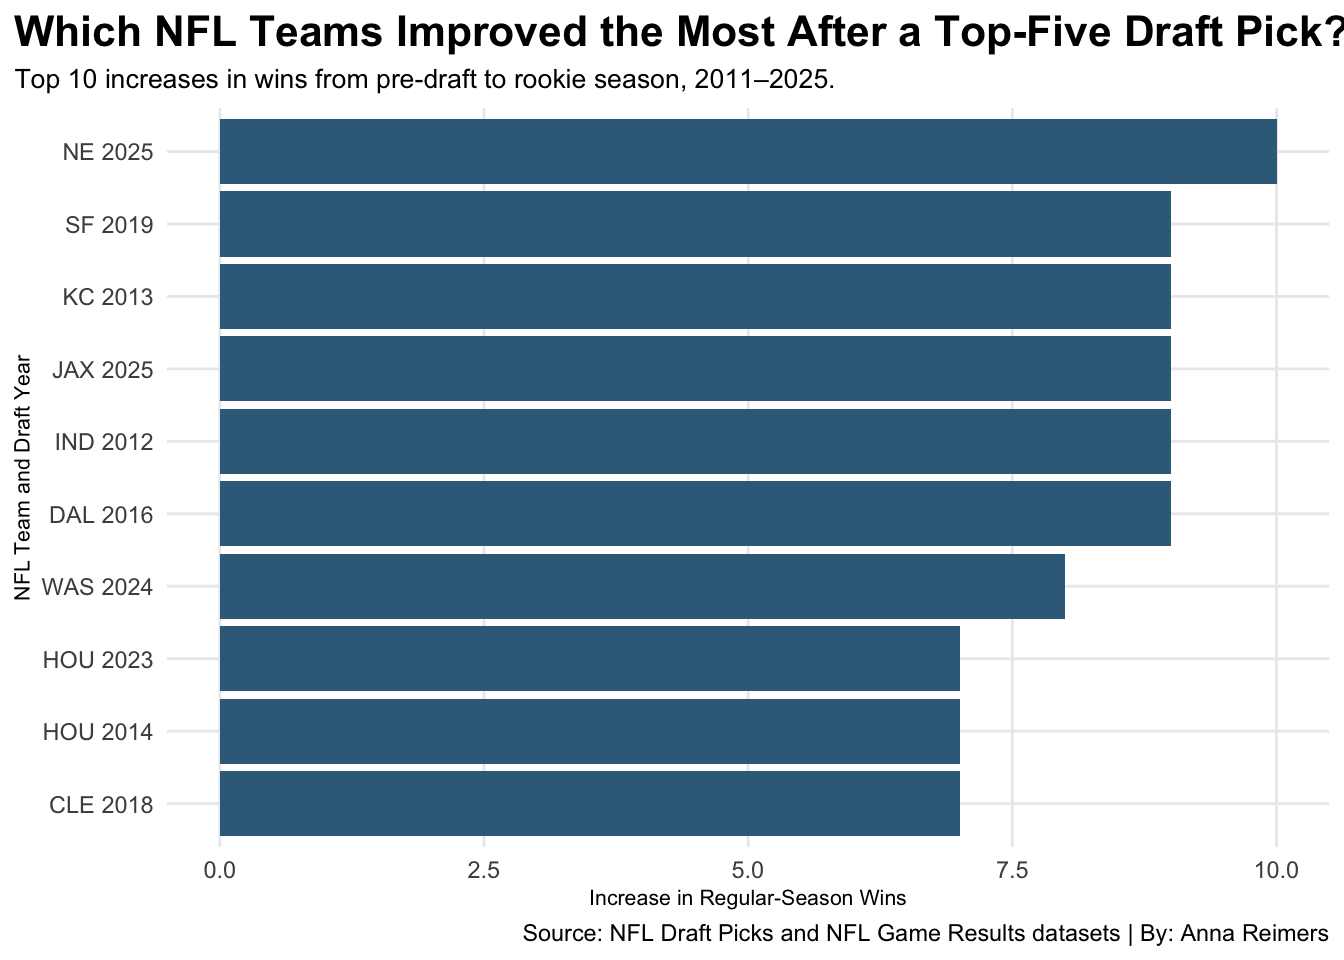 Which NFL Teams Improved the Most After a Top-Five Draft Pick?
Top 10 increases in wins from pre-draft to rookie season, 2011–2025.
NFL Team and Draft Year
NE 2025
SF 2019
KC 2013
JAX 2025
IND 2012
DAL 2016
WAS 2024
HOU 2023
HOU 2014
CLE 2018
0.0 2.5 5.0 7.5 10.0
Increase in Regular-Season Wins
Source: NFL Draft Picks and NFL Game Results datasets | By: Anna Reimers